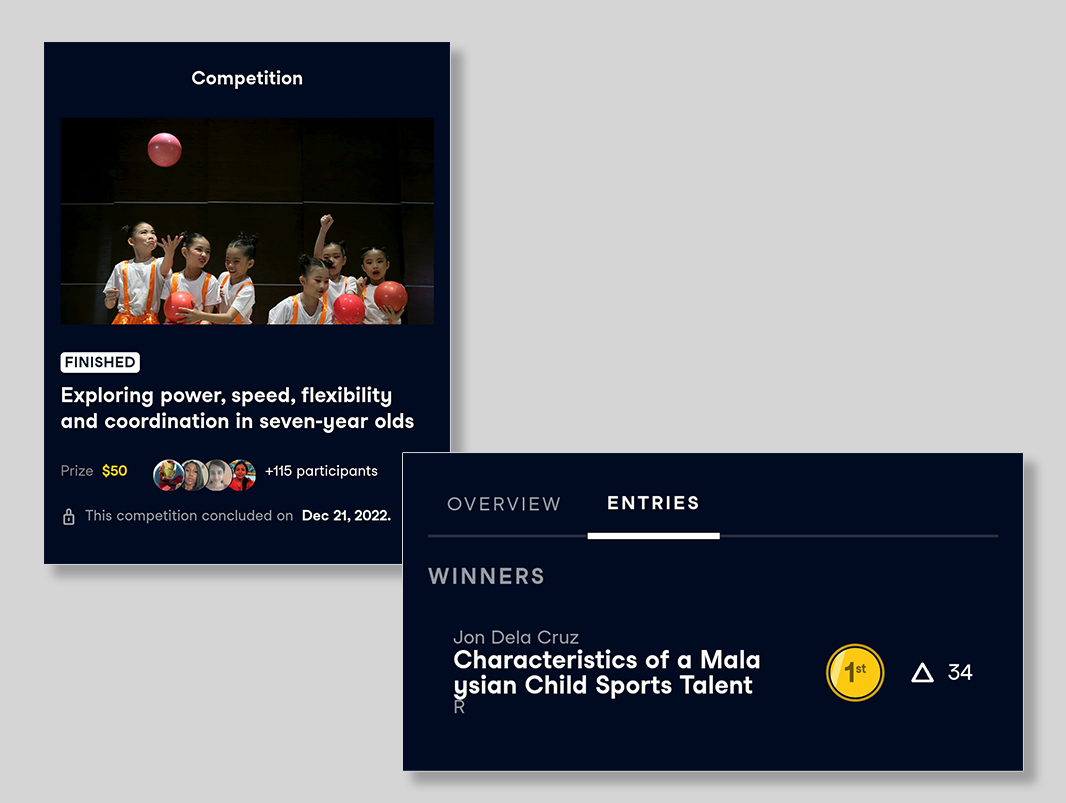 Competition
FINISHED
Exploring power, speed, flexibility
and coordination in seven-year olds
Prize $50 +115 participants
This competition concluded on Dec 21, 2022.
OVERVIEW ENTRIES
WINNERS
Jon Dela Cruz
Characteristics of a Mala
ysian Child Sports Talent
R
1st
34